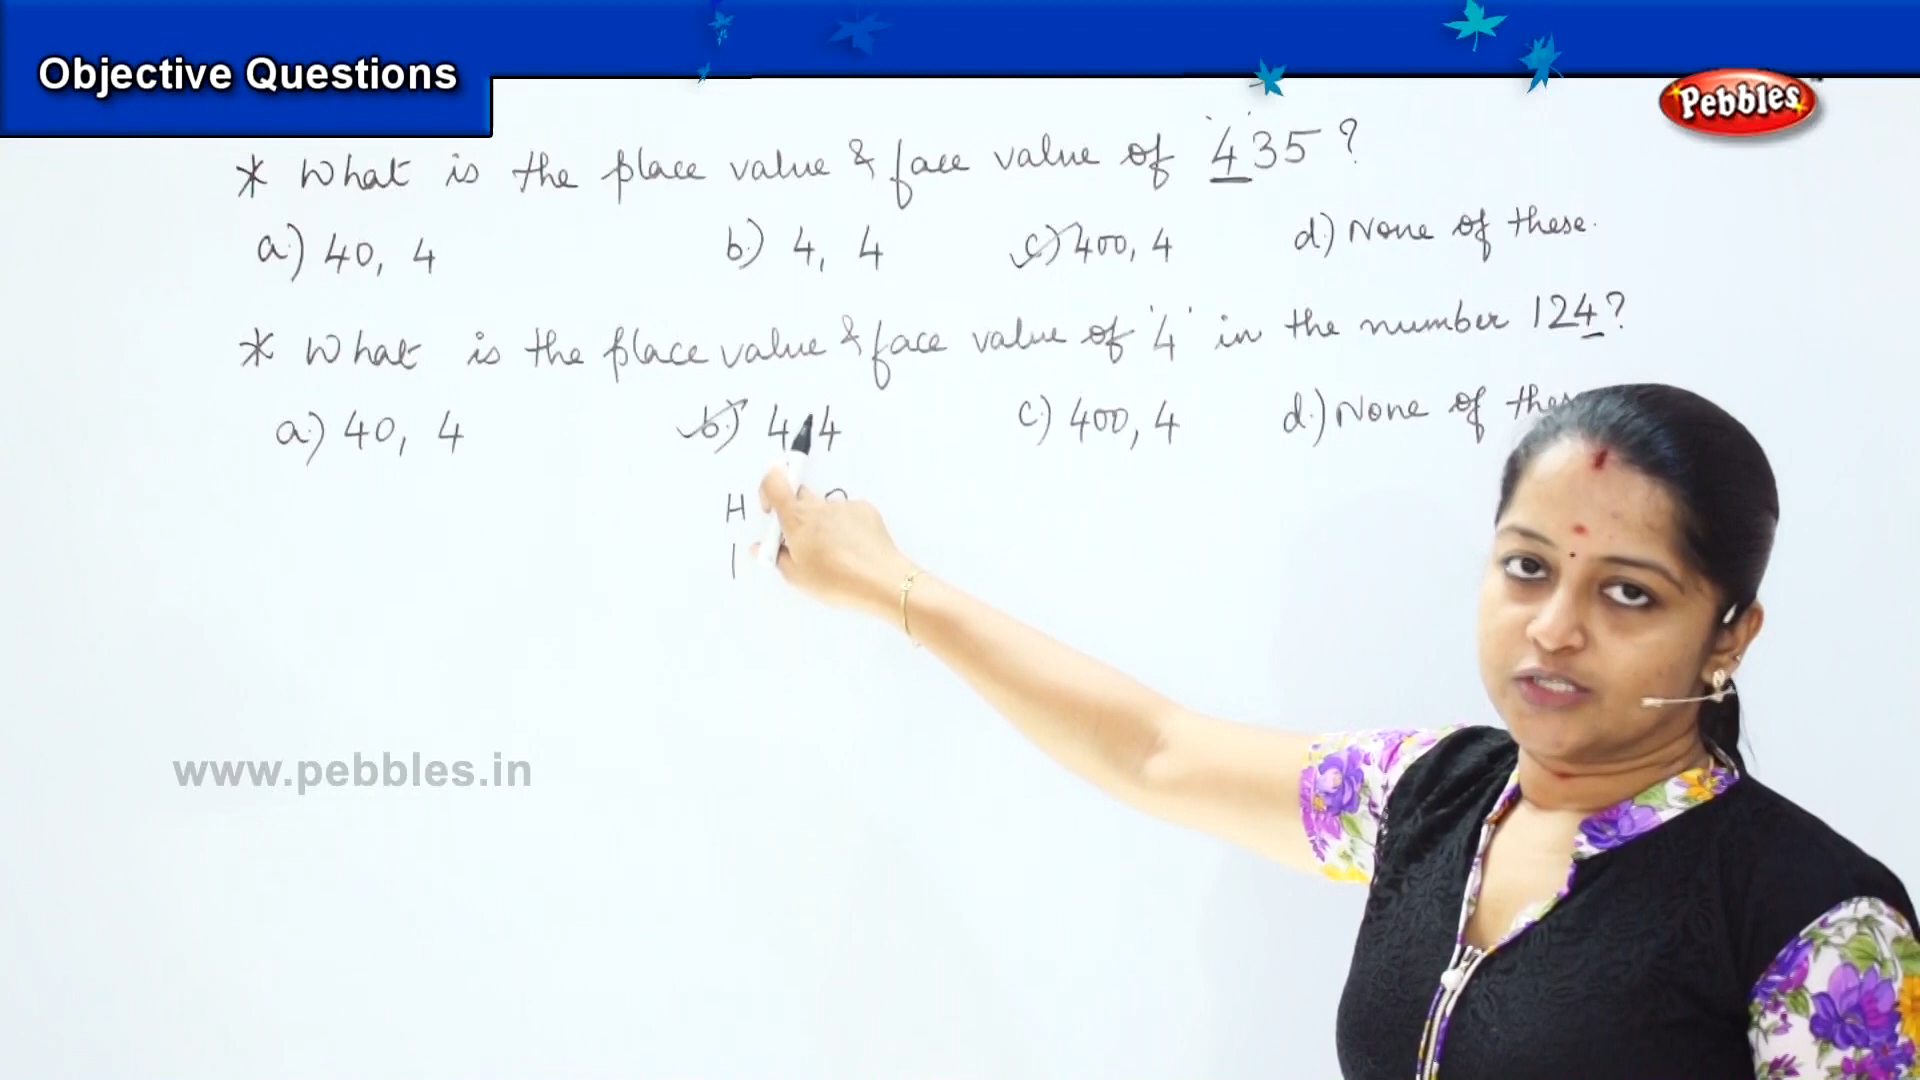 Objective Questions
Pebbles
* What is the place value & face value of '435'?
a.) 40, 4 b.) 4, 4 c.) 400, 4 d.) None of these.
* What is the place value & face value of '4' in the number 124?
a.) 40, 4 b.) 4, 4 c.) 400, 4 d.) None of
H
1
www.pebbles.in